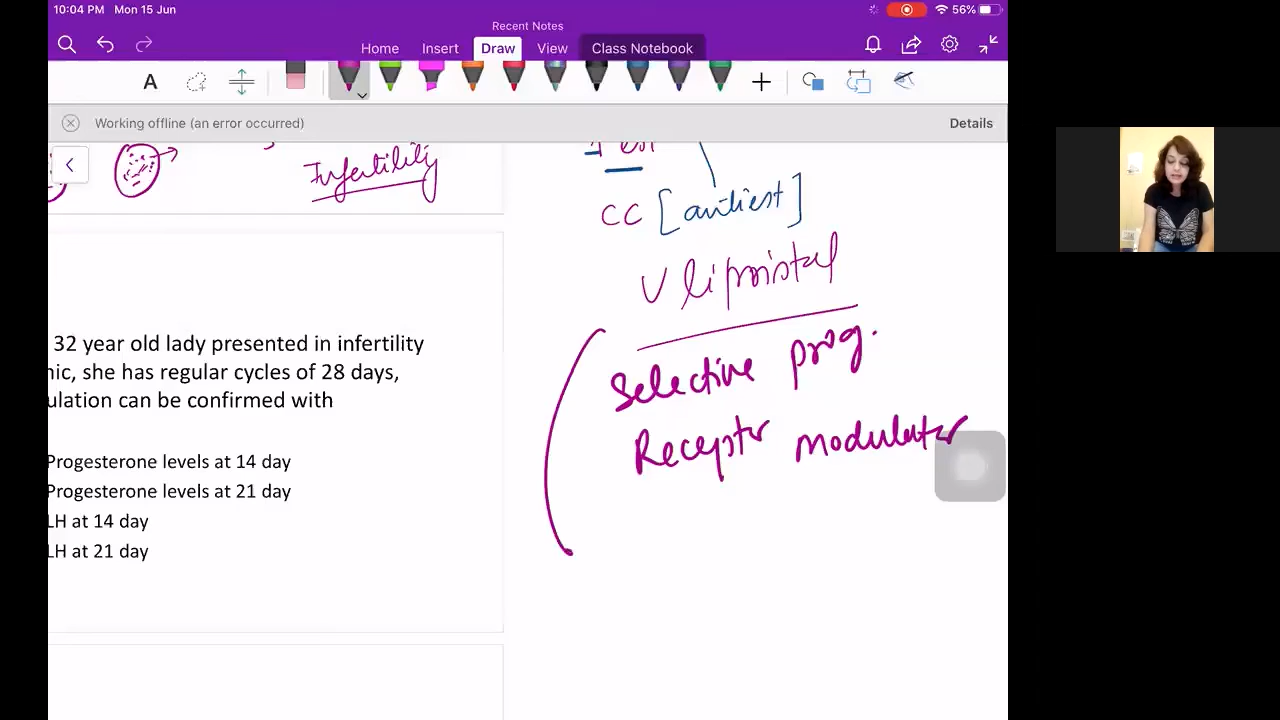 10:04 PM Mon 15 Jun
56%
Recent Notes
Home Insert Draw View Class Notebook
A
Working offline (an error occurred) Details
Infertility
CC [antiest]
Ulipristal
Selective prog.
Receptor modulator
32 year old lady presented in infertility
nic, she has regular cycles of 28 days,
ulation can be confirmed with
Progesterone levels at 14 day
Progesterone levels at 21 day
LH at 14 day
LH at 21 day